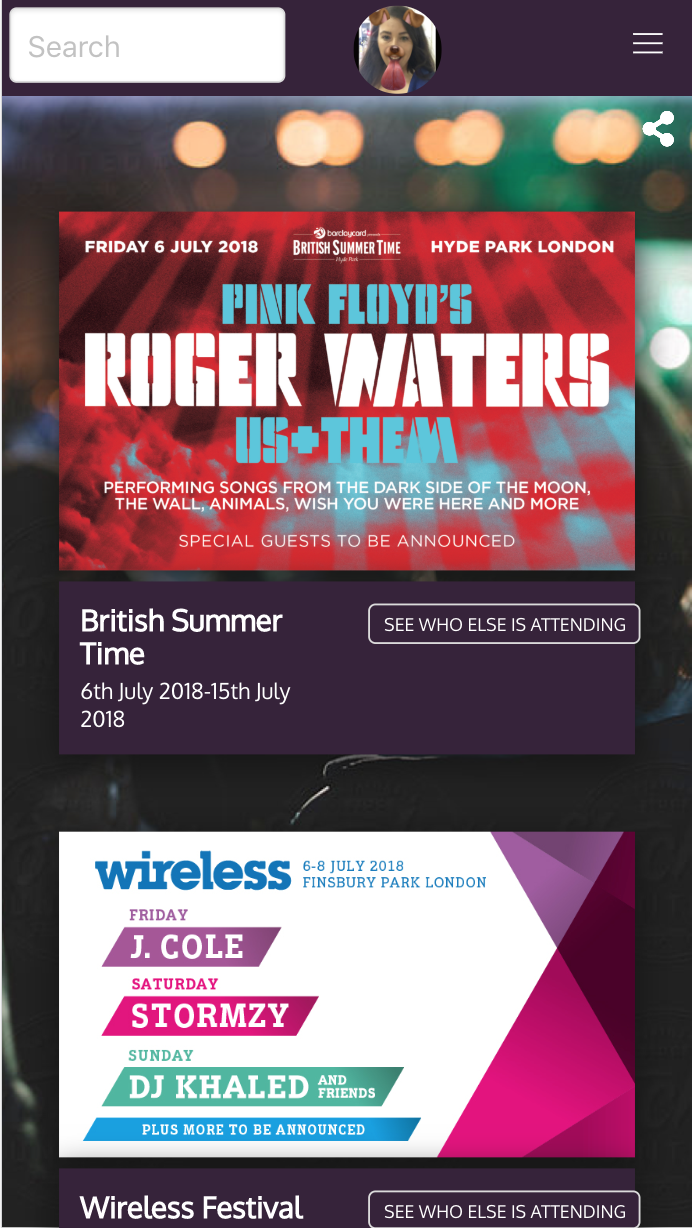 Search
FRIDAY 6 JULY 2018
barclaycard presents
BRITISH SUMMER TIME
Hyde Park
HYDE PARK LONDON
PINK FLOYD'S
ROGER WATERS
US+THEM
PERFORMING SONGS FROM THE DARK SIDE OF THE MOON,
THE WALL, ANIMALS, WISH YOU WERE HERE AND MORE
SPECIAL GUESTS TO BE ANNOUNCED
British Summer
Time
SEE WHO ELSE IS ATTENDING
6th July 2018-15th July
2018
wireless
6-8 JULY 2018
FINSBURY PARK LONDON
FRIDAY
J. COLE
SATURDAY
STORMZY
SUNDAY
DJ KHALED AND
FRIENDS
PLUS MORE TO BE ANNOUNCED
Wireless Festival
SEE WHO ELSE IS ATTENDING